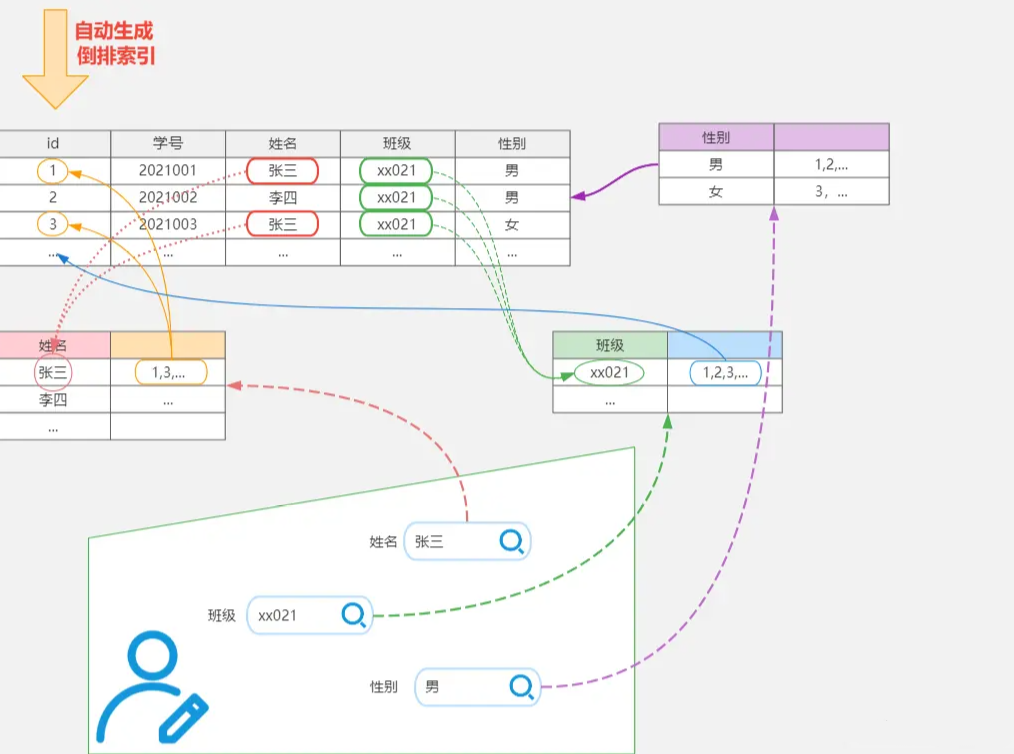 自动生成
倒排索引
id 学号 姓名 班级 性别
1 2021001 张三 xx021 男
2 2021002 李四 xx021 男
3 2021003 张三 xx021 女
... ... ... ... ...
性别
男 1,2,...
女 3, ...
姓名
张三 1,3,...
李四 ...
...
班级
xx021 1,2,3,...
...
姓名 张三
班级 xx021
性别 男